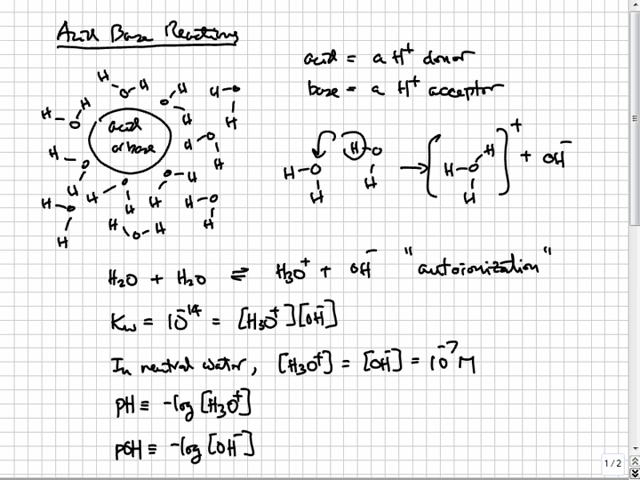 Acid Base Reactions
acid = a H⁺ donor
base = a H⁺ acceptor
acid
or base
H–O–H + H–O–H → [H–O–H H]⁺ + OH⁻
H₂O + H₂O ⇌ H₃O⁺ + OH⁻ "autoionization"
Kw = 10⁻¹⁴ = [H₃O⁺][OH⁻]
In neutral water, [H₃O⁺] = [OH⁻] = 10⁻⁷ M
pH ≡ -log [H₃O⁺]
pOH ≡ -log [OH⁻]
1/2